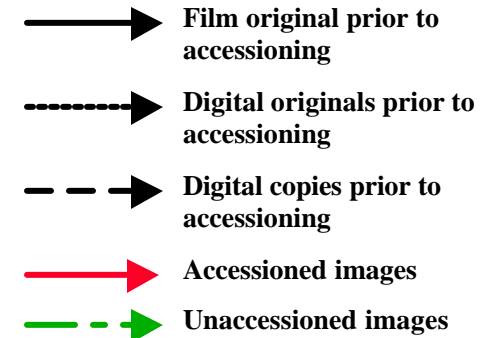 Film original prior to
accessioning
Digital originals prior to
accessioning
Digital copies prior to
accessioning
Accessioned images
Unaccessioned images